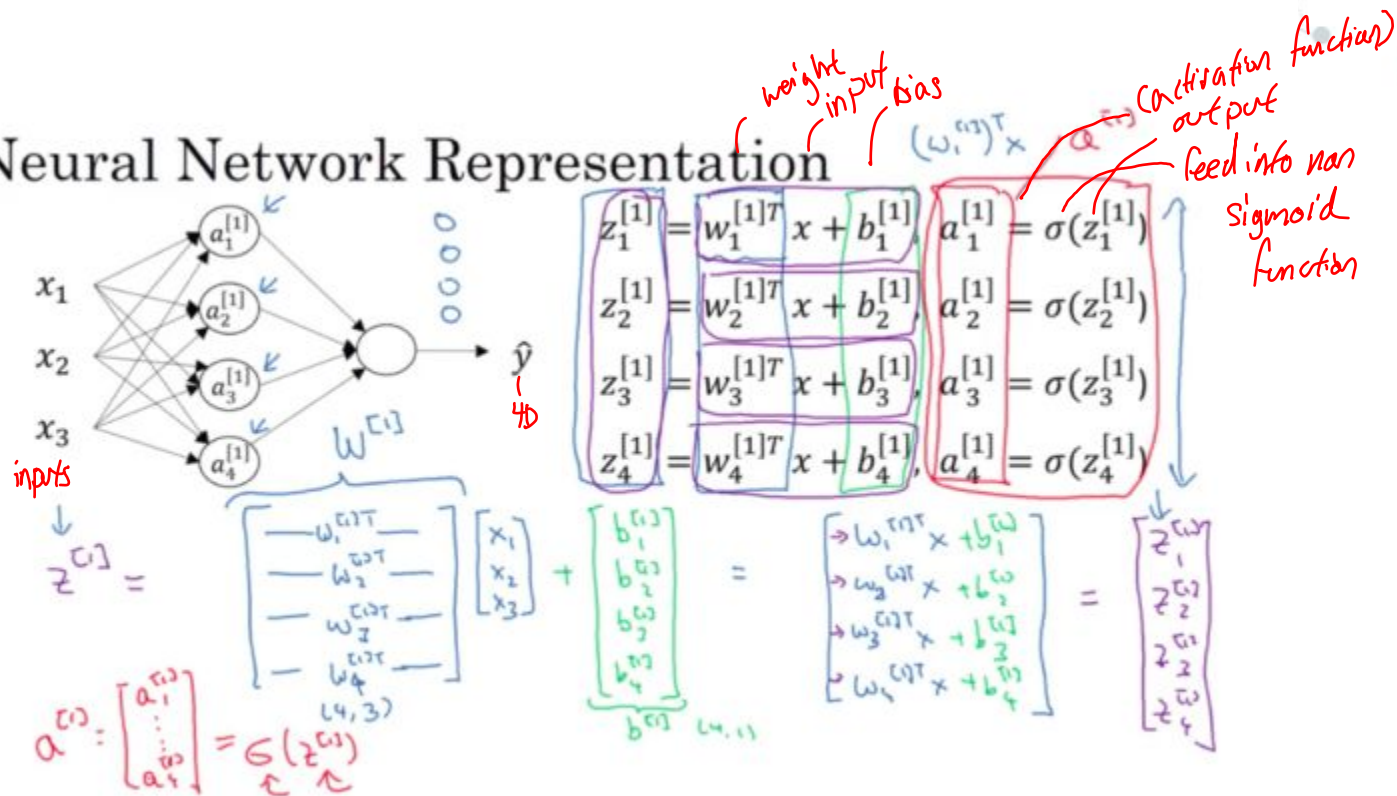 (activation function)
weight
input
bias
output
(w₁^[1])ᵀ x
a^[1]
feed into non
sigmoid
function
Neural Network Representation
x₁
x₂
x₃
inputs
a₁^[1]
a₂^[1]
a₃^[1]
a₄^[1]
ŷ
4D
z₁^[1] = w₁^[1]T x + b₁^[1], a₁^[1] = σ(z₁^[1])
z₂^[1] = w₂^[1]T x + b₂^[1], a₂^[1] = σ(z₂^[1])
z₃^[1] = w₃^[1]T x + b₃^[1], a₃^[1] = σ(z₃^[1])
z₄^[1] = w₄^[1]T x + b₄^[1], a₄^[1] = σ(z₄^[1])
W^[1]
z^[1] =
[ — w₁^[1]T —
— w₂^[1]T —
— w₃^[1]T —
— w₄^[1]T — ]
(4,3)
[ x₁
x₂
x₃ ]
+
[ b₁^[1]
b₂^[1]
b₃^[1]
b₄^[1] ]
b^[1] (4,1)
=
[ → w₁^[1]T x + b₁^[1]
→ w₂^[1]T x + b₂^[1]
→ w₃^[1]T x + b₃^[1]
→ w₄^[1]T x + b₄^[1] ]
=
[ z₁^[1]
z₂^[1]
z₃^[1]
z₄^[1] ]
a^[1] = [ a₁^[1]
⋮
a₄^[1] ] = σ(z^[1])